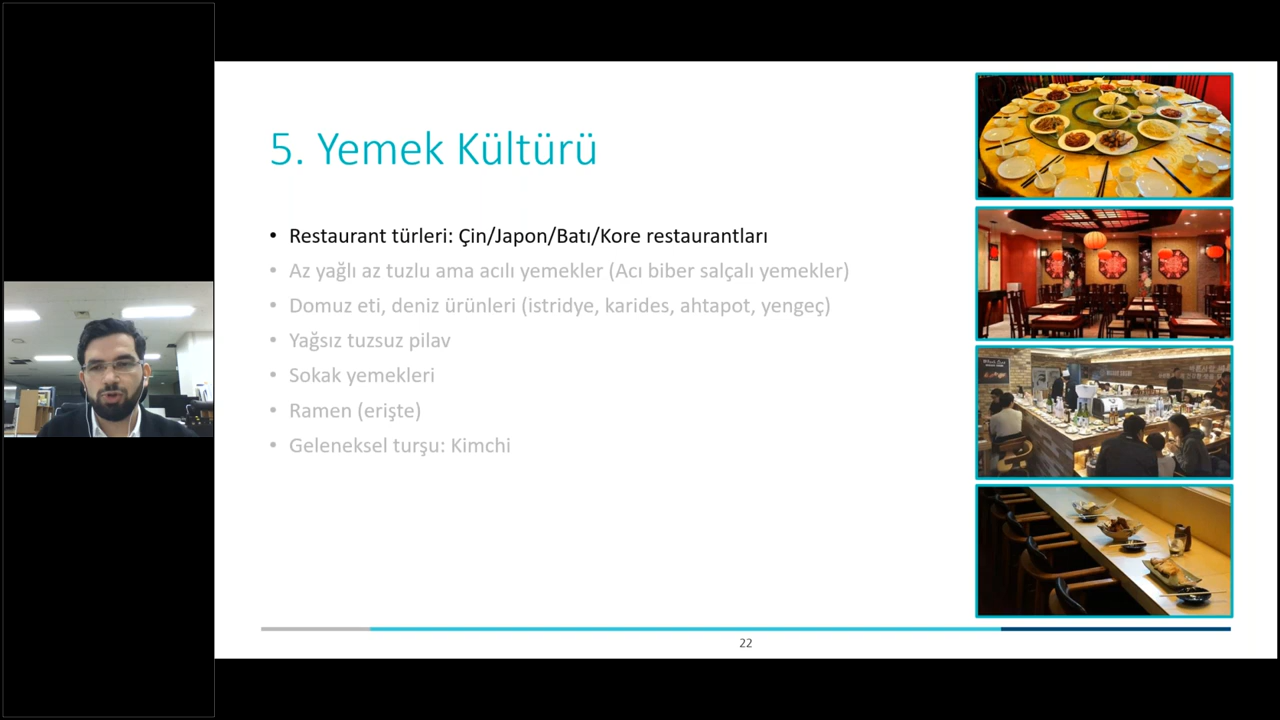 5. Yemek Kültürü
• Restaurant türleri: Çin/Japon/Batı/Kore restaurantları
• Az yağlı az tuzlu ama acılı yemekler (Acı biber salçalı yemekler)
• Domuz eti, deniz ürünleri (istridye, karides, ahtapot, yengeç)
• Yağsız tuzsuz pilav
• Sokak yemekleri
• Ramen (erişte)
• Geleneksel turşu: Kimchi
22